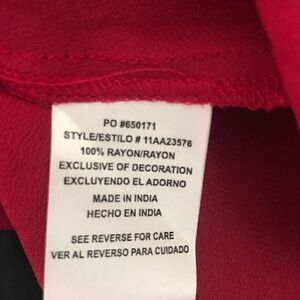 PO #650171
STYLE/ESTILO # 11AA23576
100% RAYON/RAYON
EXCLUSIVE OF DECORATION
EXCLUYENDO EL ADORNO
MADE IN INDIA
HECHO EN INDIA
SEE REVERSE FOR CARE
VER AL REVERSO PARA CUIDADO